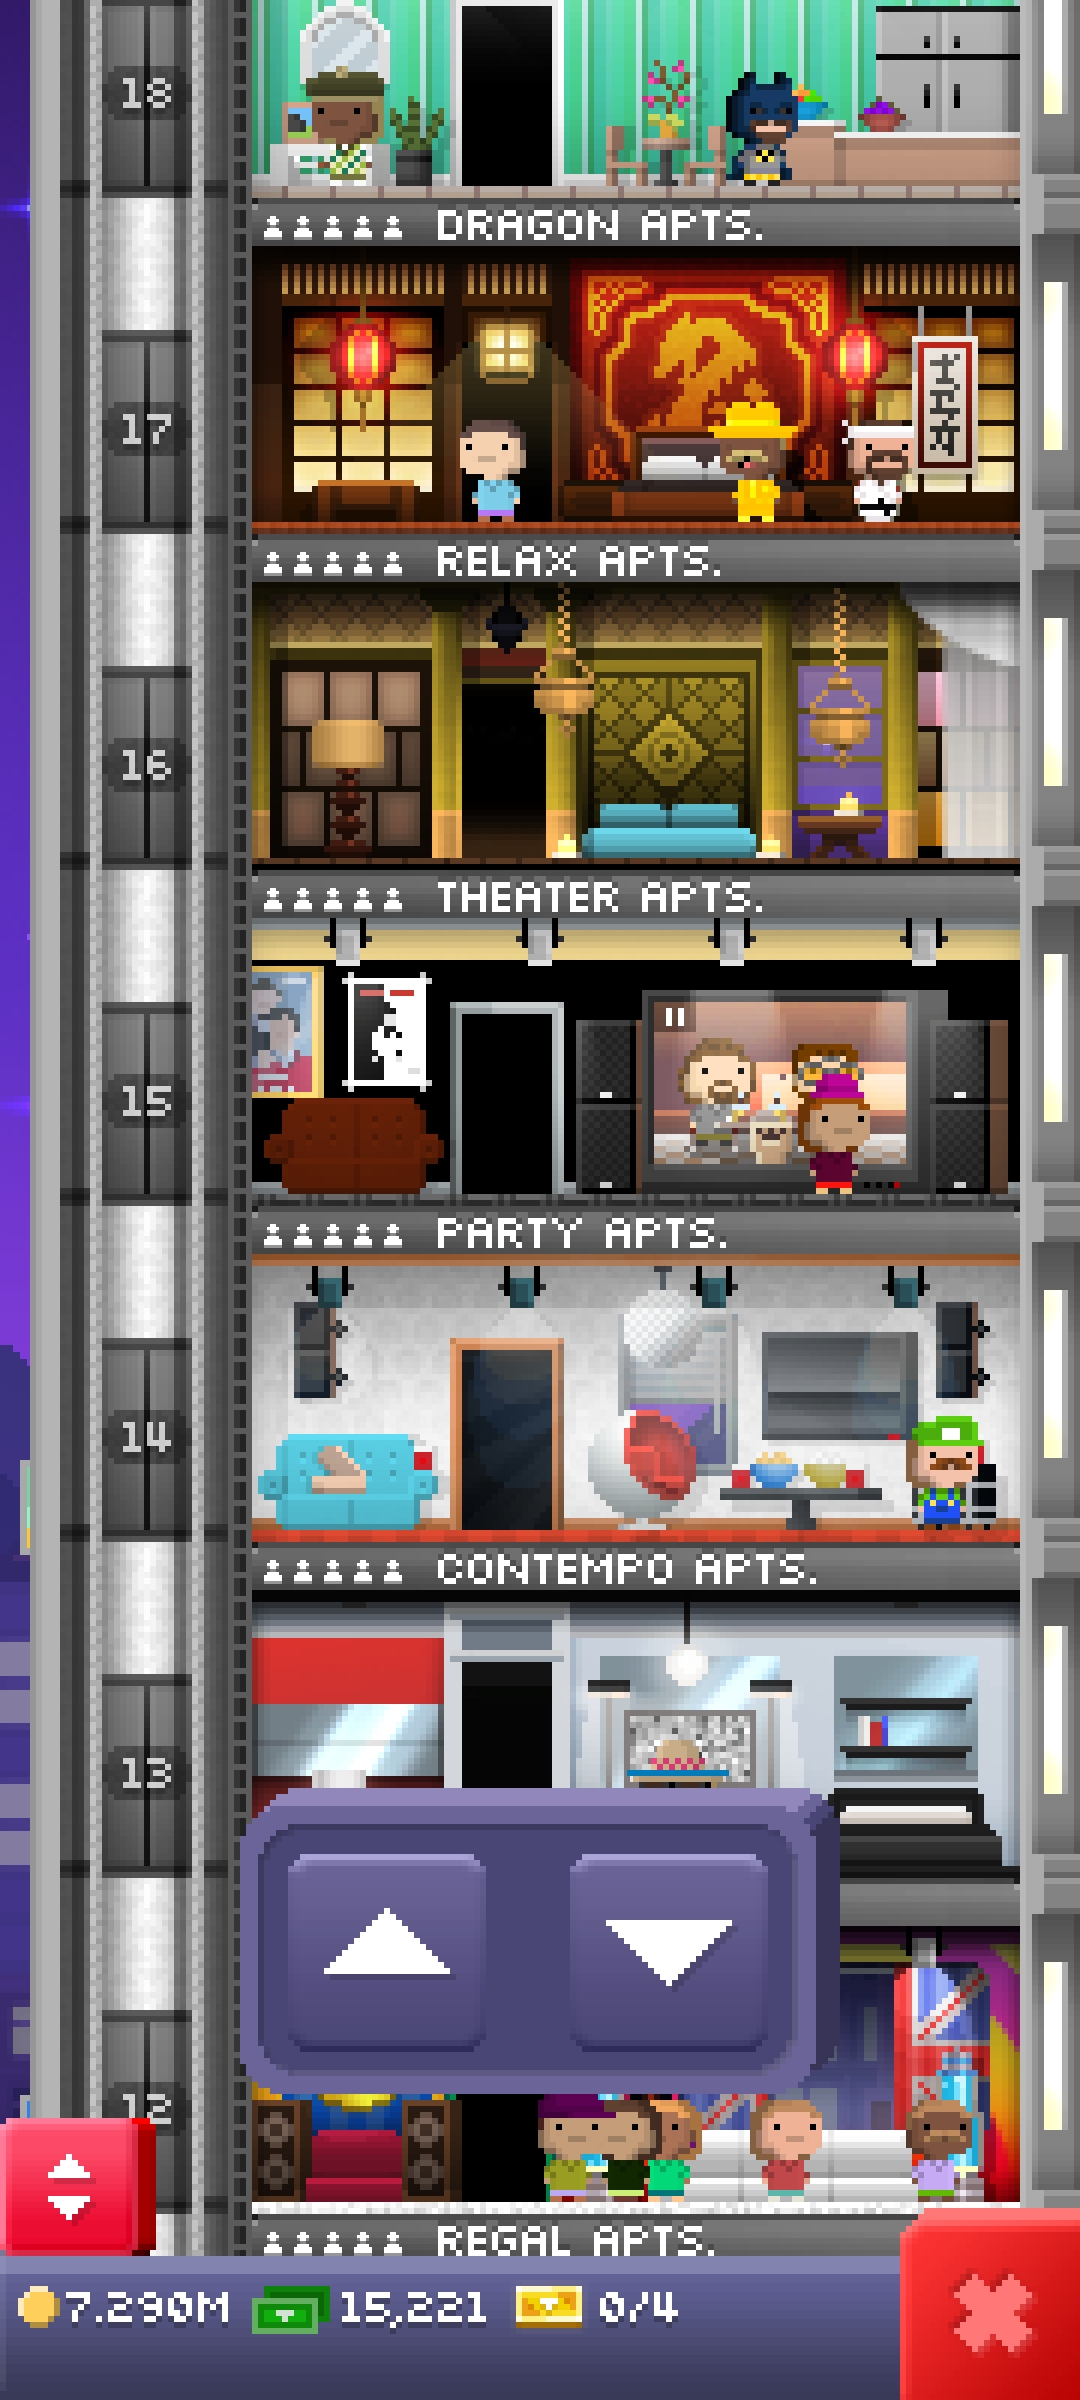 18
DRAGON APTS.
17
RELAX APTS.
16
THEATER APTS.
15
PARTY APTS.
14
CONTEMPO APTS.
13
12
REGAL APTS.
7.290M 15,221 0/4